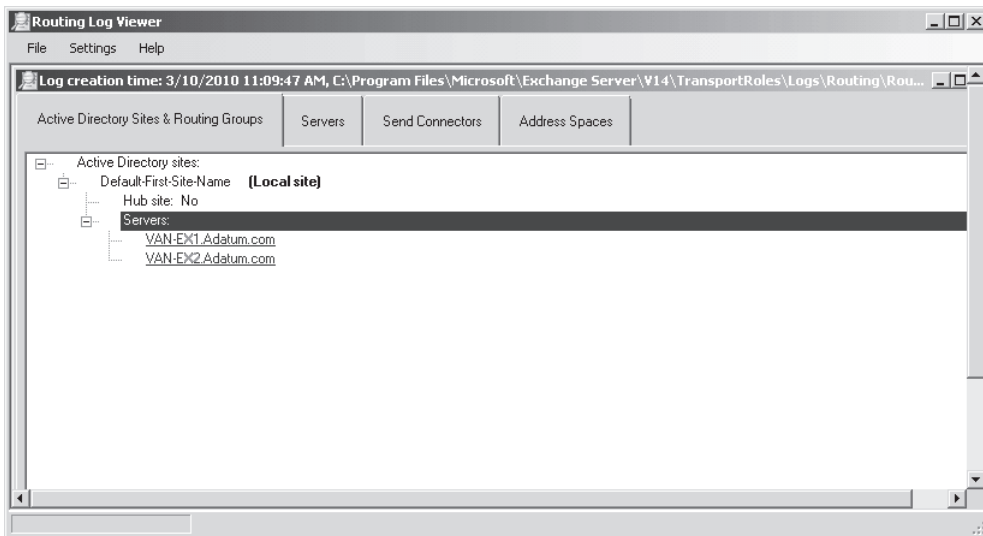 Routing Log Viewer
File Settings Help
Log creation time: 3/10/2010 11:09:47 AM, C:\Program Files\Microsoft\Exchange Server\V14\TransportRoles\Logs\Routing\Rou...
Active Directory Sites & Routing Groups Servers Send Connectors Address Spaces
Active Directory sites:
Default-First-Site-Name (Local site)
Hub site: No
Servers:
VAN-EX1.Adatum.com
VAN-EX2.Adatum.com